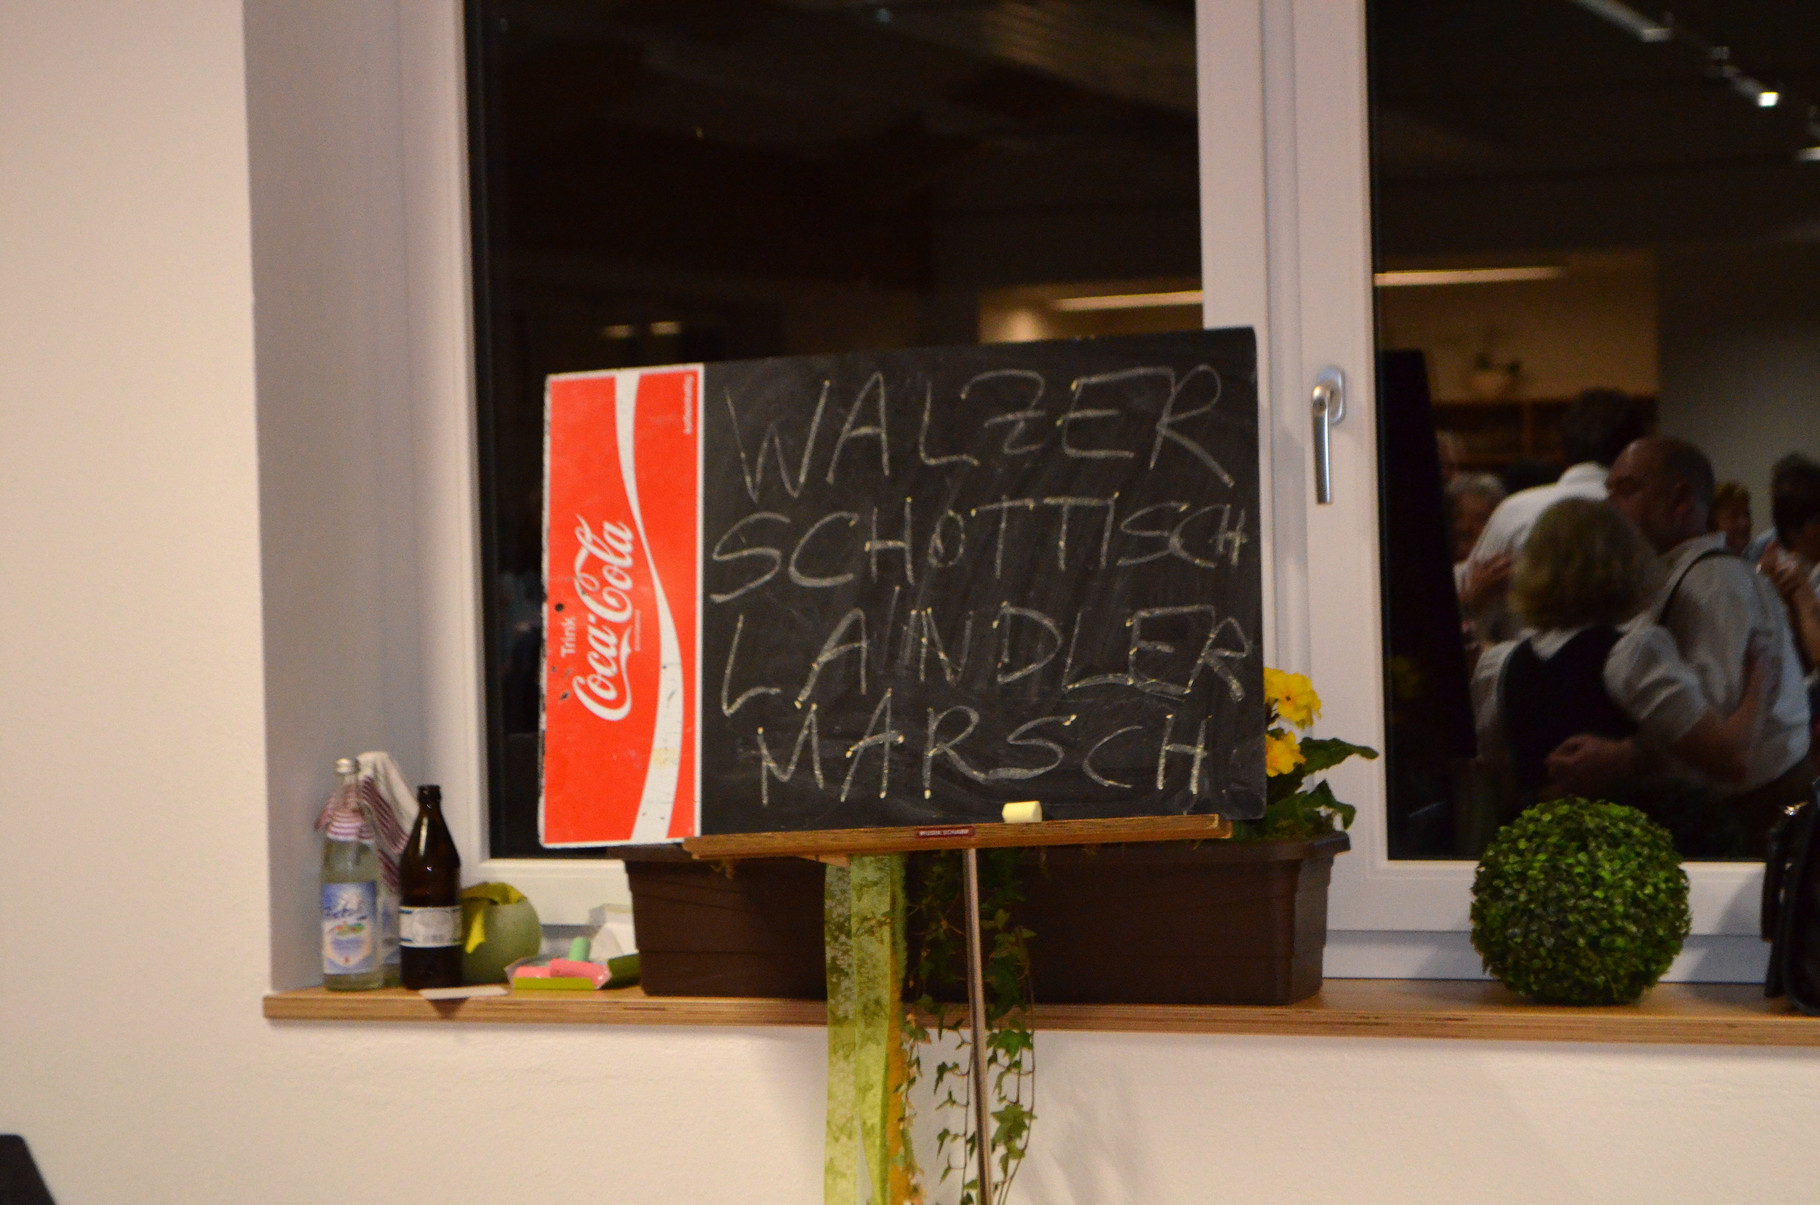 WALZER
SCHOTTISCH
LANDLER
MARSCH
Trink
Coca-Cola